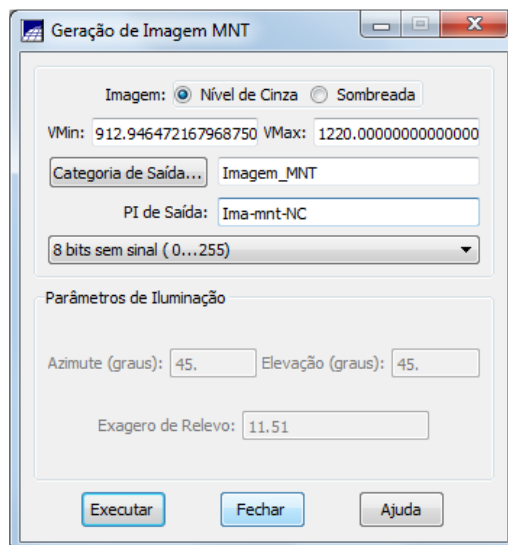 Geração de Imagem MNT
Imagem: Nível de Cinza Sombreada
VMin: 912.946472167968750 VMax: 1220.00000000000000
Categoria de Saída... Imagem_MNT
PI de Saída: Ima-mnt-NC
8 bits sem sinal ( 0...255)
Parâmetros de Iluminação
Azimute (graus): 45. Elevação (graus): 45.
Exagero de Relevo: 11.51
Executar Fechar Ajuda